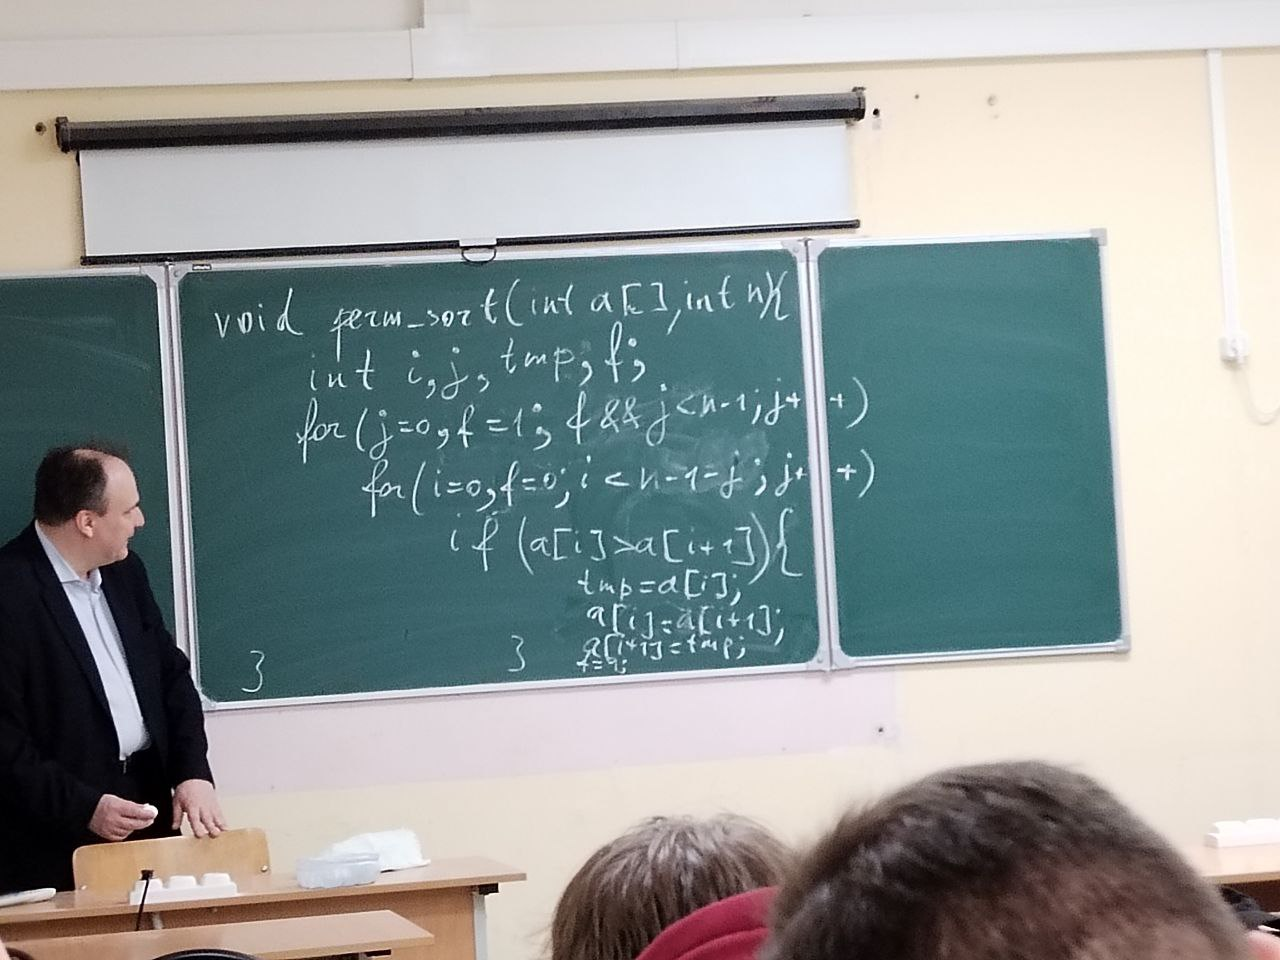 void perm_sort(int a[], int n){
int i, j, tmp; f;
for(j=0, f=1; f && j<n-1; j++)
for(i=0, f=0; i<n-1-j; j++)
if (a[i]>a[i+1]){
tmp=a[i];
a[i]=a[i+1];
a[i+1]=tmp;
f=1;
}
}